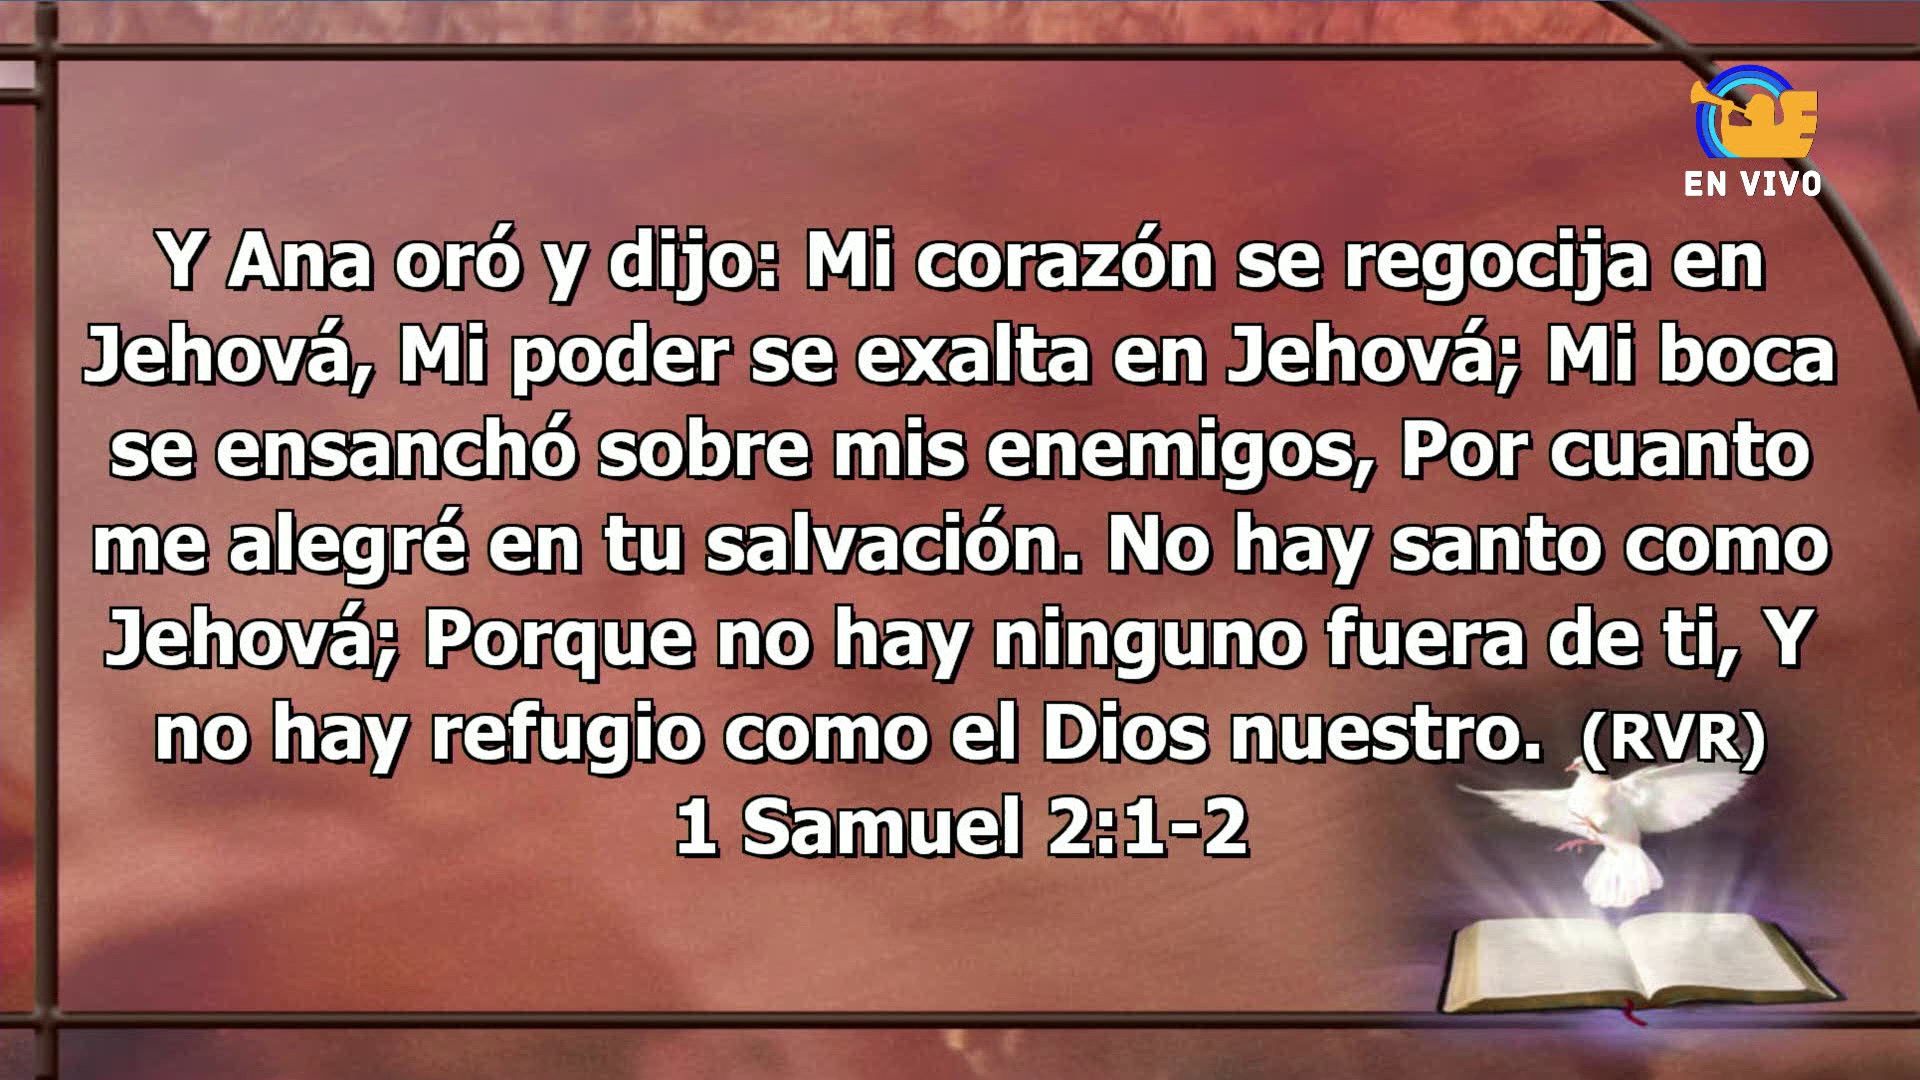 EN VIVO
Y Ana oró y dijo: Mi corazón se regocija en
Jehová, Mi poder se exalta en Jehová; Mi boca
se ensanchó sobre mis enemigos, Por cuanto
me alegré en tu salvación. No hay santo como
Jehová; Porque no hay ninguno fuera de ti, Y
no hay refugio como el Dios nuestro. (RVR)
1 Samuel 2:1-2